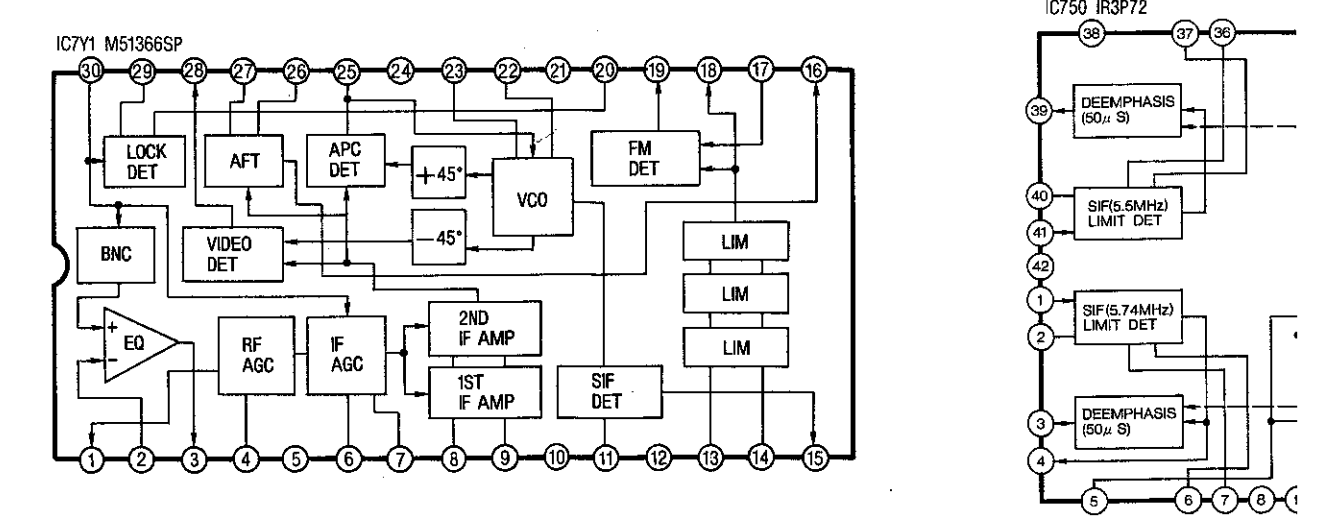 IC7Y1 M51366SP
30 29 28 27 26 25 24 23 22 21 20 19 18 17 16
LOCK
DET
AFT
APC
DET
+45°
VCO
FM
DET
BNC
VIDEO
DET
−45°
LIM
LIM
LIM
+
−
EQ
RF
AGC
IF
AGC
2ND
IF AMP
1ST
IF AMP
SIF
DET
1 2 3 4 5 6 7 8 9 10 11 12 13 14 15
IC750 IR3P72
38 37 36
39
DEEMPHASIS
(50μ S)
40
41
SIF(5.5MHz)
LIMIT DET
42
1
2
SIF(5.74MHz)
LIMIT DET
3
DEEMPHASIS
(50μ S)
4
5 6 7 8